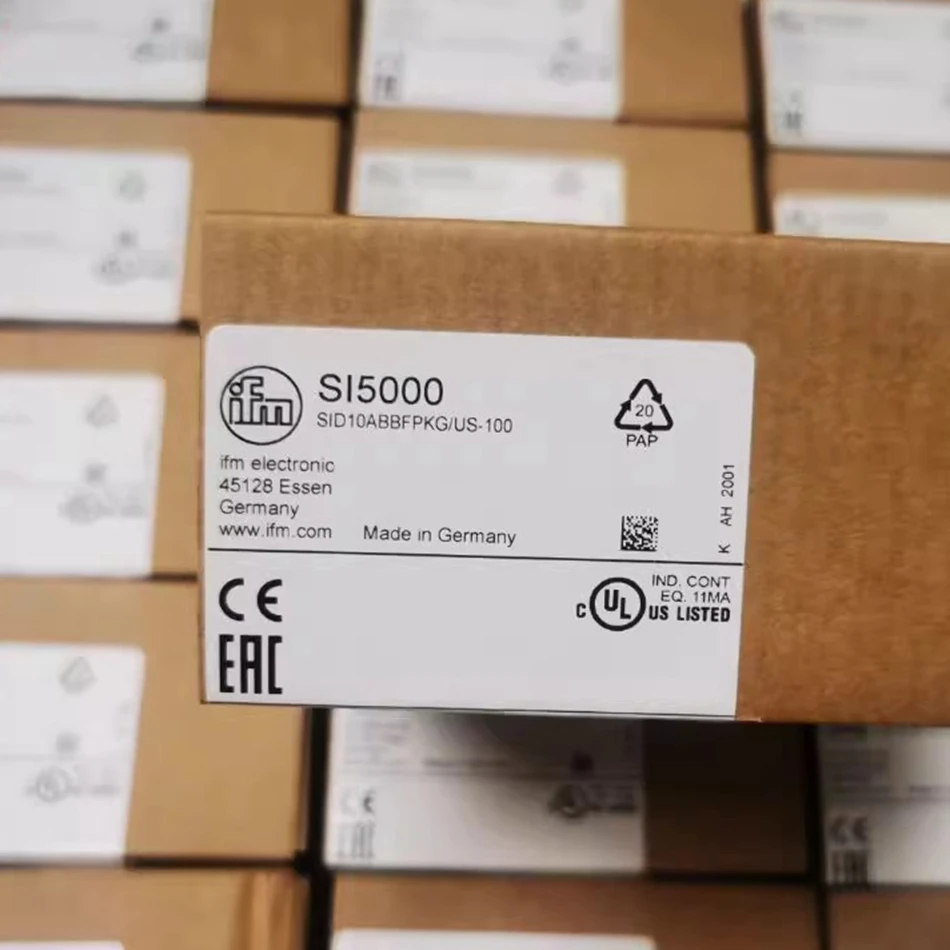 ifm
SI5000
SID10ABBFPKG/US-100
20
PAP
ifm electronic
45128 Essen
Germany
www.ifm.com
Made in Germany
K AH 2001
CE
EAC
C UL US LISTED
IND. CONT
EQ. 11MA